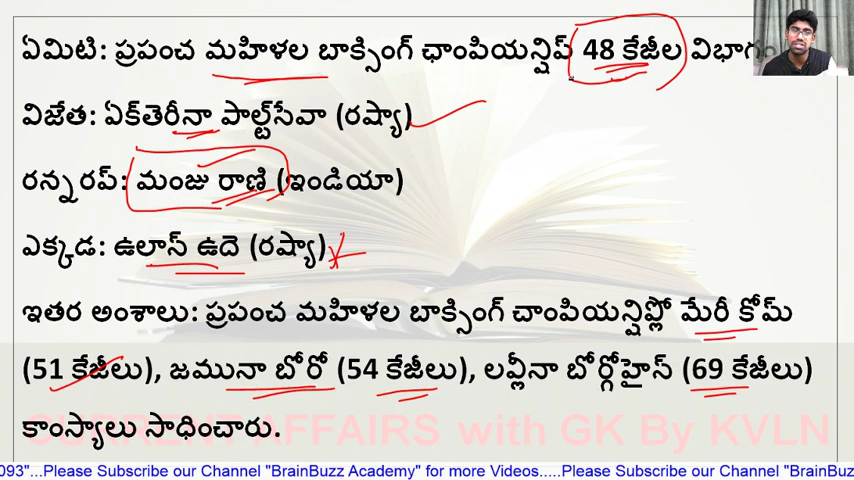 ఏమిటి: ప్రపంచ మహిళల బాక్సింగ్ ఛాంపియన్షిప్ 48 కేజీల విభాగం
విజేత: ఏక్‌తెరీనా పాల్ట్‌సేవా (రష్యా)
రన్నరప్: మంజు రాణి (ఇండియా)
ఎక్కడ: ఉలాస్ ఉదె (రష్యా)
ఇతర అంశాలు: ప్రపంచ మహిళల బాక్సింగ్ చాంపియన్షిప్లో మేరీ కోమ్
(51 కేజీలు), జమునా బోరో (54 కేజీలు), లవ్లీనా బోర్గోహైస్ (69 కేజీలు)
కాంస్యాలు సాధించారు.
CURRENT AFFAIRS with GK By KVLN
093"...Please Subscribe our Channel "BrainBuzz Academy" for more Videos.....Please Subscribe our Channel "BrainBuz